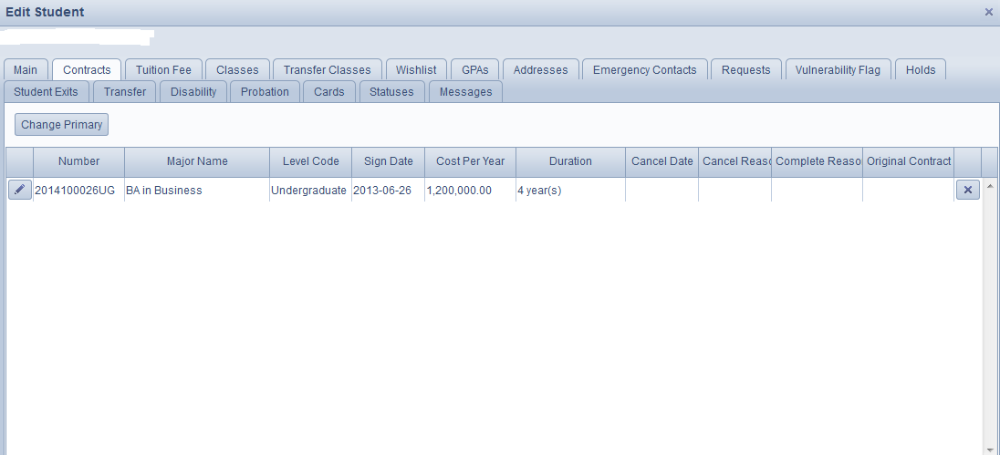 Edit Student
Main Contracts Tuition Fee Classes Transfer Classes Wishlist GPAs Addresses Emergency Contacts Requests Vulnerability Flag Holds
Student Exits Transfer Disability Probation Cards Statuses Messages
Change Primary
Number Major Name Level Code Sign Date Cost Per Year Duration Cancel Date Cancel Reaso Complete Reaso Original Contract
2014100026UG BA in Business Undergraduate 2013-06-26 1,200,000.00 4 year(s)